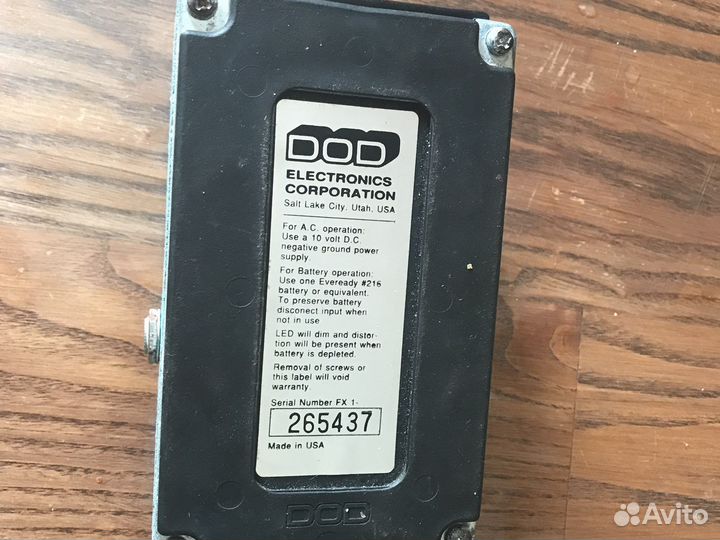 DOD
ELECTRONICS
CORPORATION
Salt Lake City, Utah, USA
For A.C. operation:
Use a 10 volt D.C.
negative ground power
supply.
For Battery operation:
Use one Eveready #216
battery or equivalent.
To preserve battery
disconect input when
not in use
LED will dim and distor-
tion will be present when
battery is depleted.
Removal of screws or
this label will void
warranty.
Serial Number FX 1-
265437
Made in USA
DOD
Avito